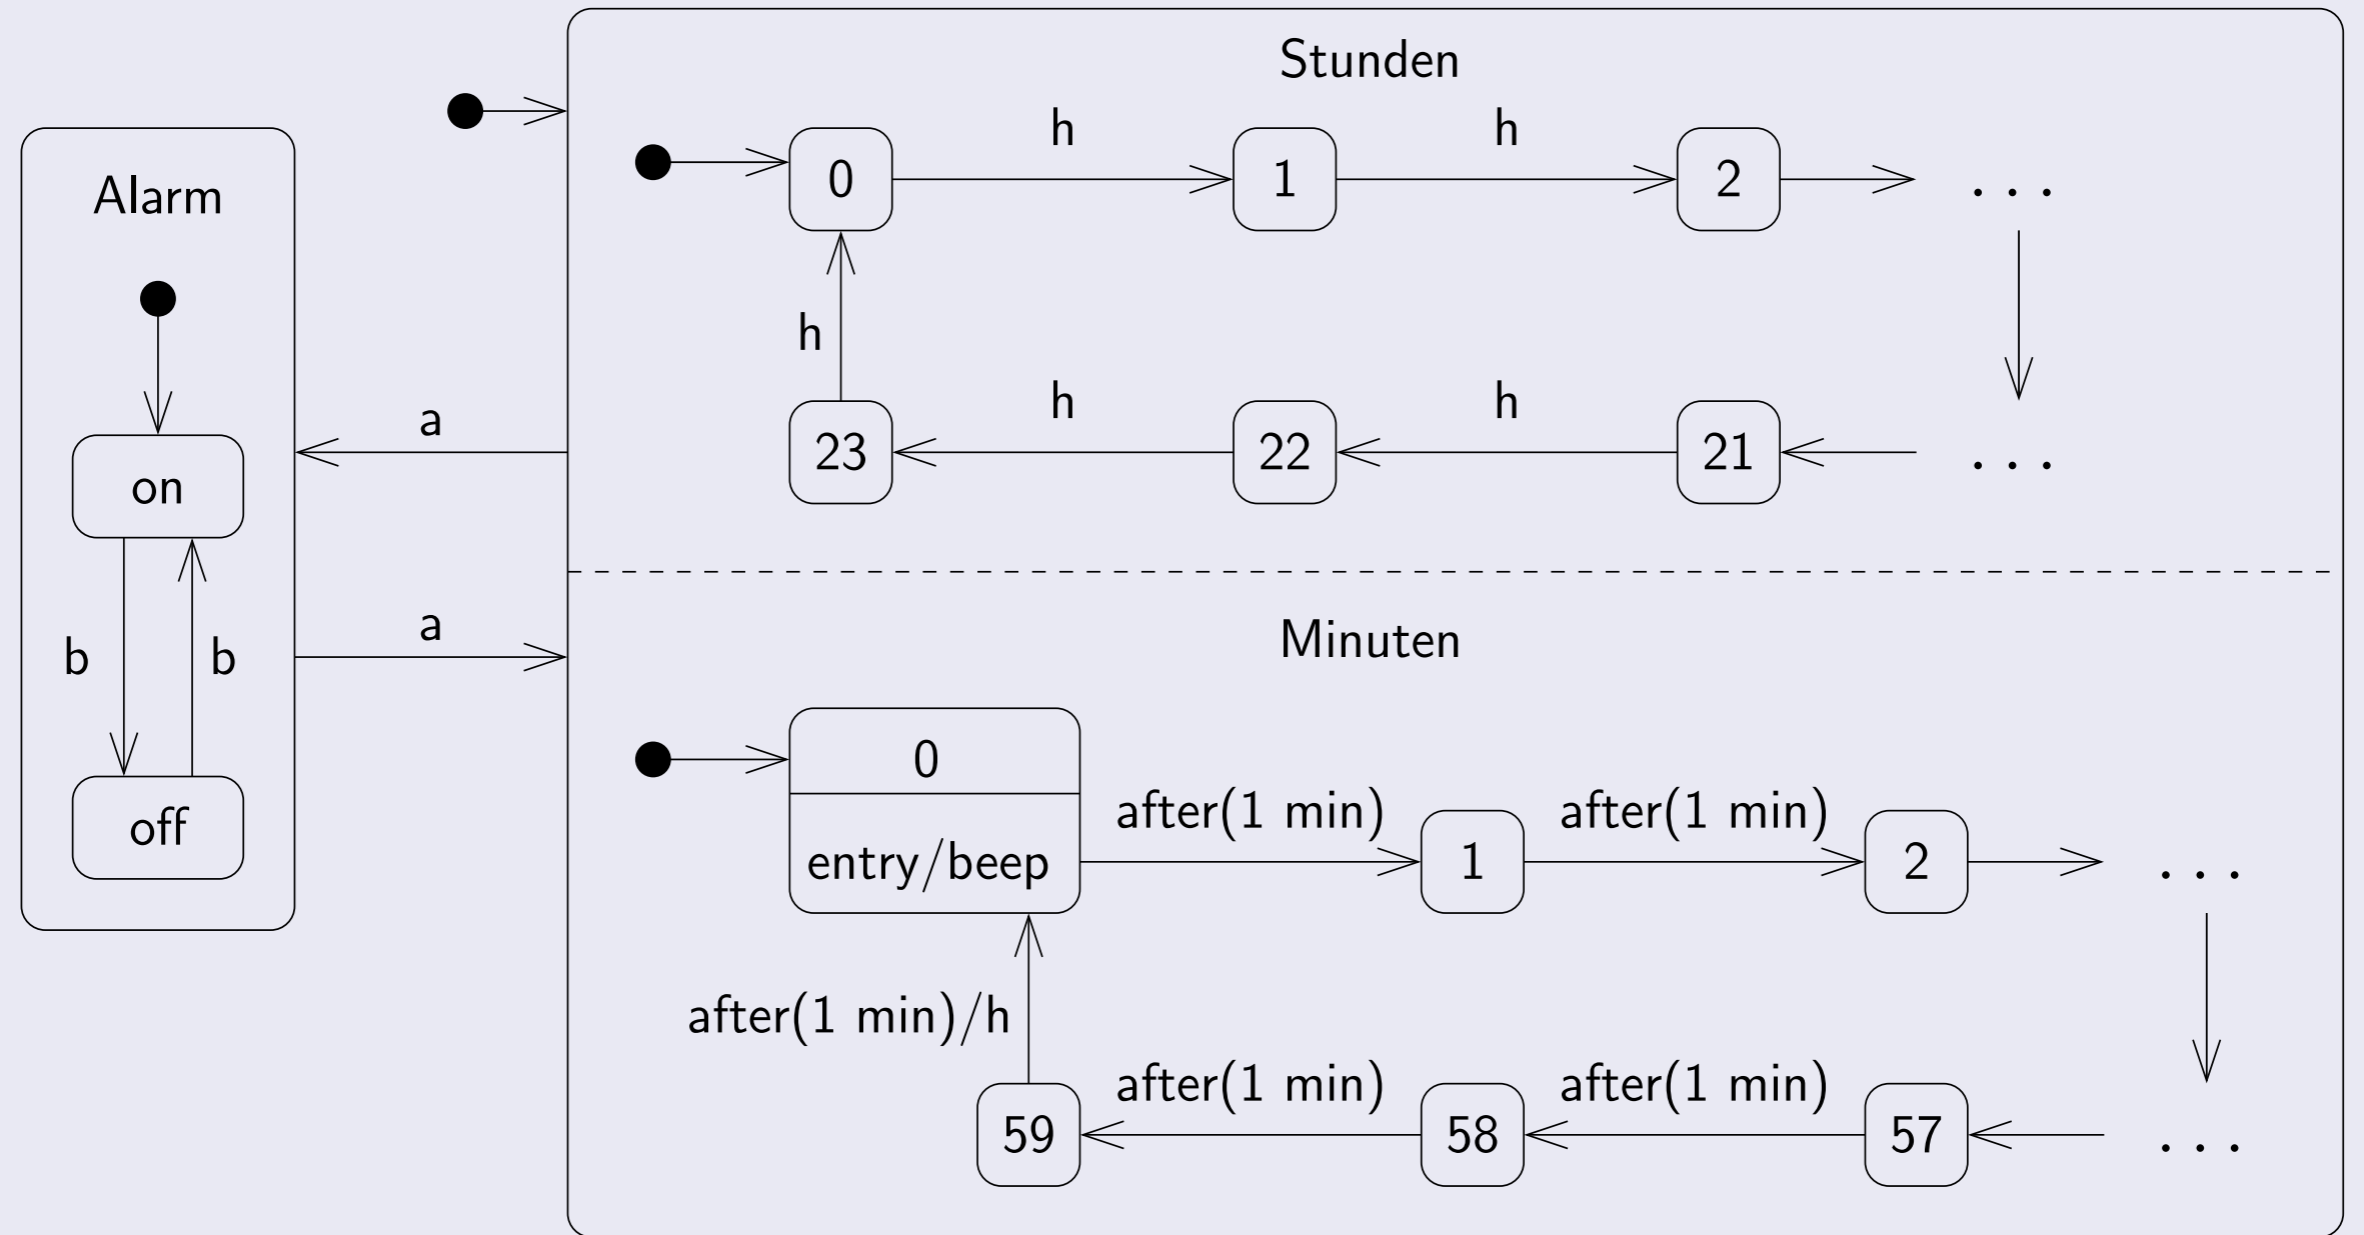 Stunden
h
h
0
1
2
. . .
Alarm
h
h
h
a
23
22
21
. . .
on
a
b
b
Minuten
0
off
after(1 min)
after(1 min)
entry/beep
1
2
. . .
after(1 min)/h
after(1 min)
after(1 min)
59
58
57
. . .